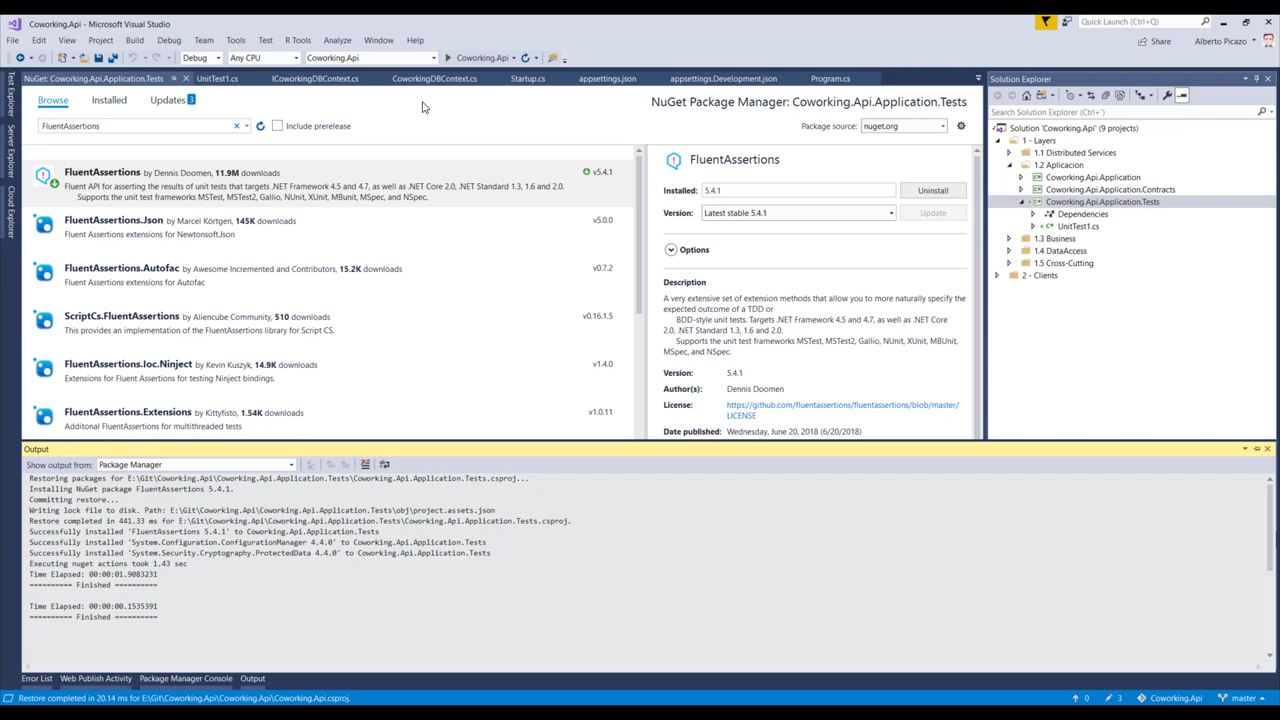 Coworking.Api - Microsoft Visual Studio
Quick Launch (Ctrl+Q)
File Edit View Project Build Debug Team Tools Test R Tools Analyze Window Help
Share Alberto Picazo
Debug Any CPU Coworking.Api Coworking.Api
NuGet: Coworking.Api.Application.Tests UnitTest1.cs ICoworkingDBContext.cs CoworkingDBContext.cs Startup.cs appsettings.json appsettings.Development.json Program.cs
Test Explorer
Server Explorer
Cloud Explorer
Browse Installed Updates 3
NuGet Package Manager: Coworking.Api.Application.Tests
FluentAssertions
Include prerelease
Package source: nuget.org
FluentAssertions by Dennis Doomen, 11.9M downloads v5.4.1
Fluent API for asserting the results of unit tests that targets .NET Framework 4.5 and 4.7, as well as .NET Core 2.0, .NET Standard 1.3, 1.6 and 2.0.
Supports the unit test frameworks MSTest, MSTest2, Gallio, NUnit, XUnit, MBUnit, MSpec, and NSpec.
FluentAssertions.Json by Marcel Körtgen, 145K downloads v5.0.0
Fluent Assertions extensions for Newtonsoft.Json
FluentAssertions.Autofac by Awesome Incremented and Contributors, 15.2K downloads v0.7.2
Fluent Assertions extensions for Autofac
ScriptCs.FluentAssertions by Aliencube Community, 510 downloads v0.16.1.5
This provides an implementation of the FluentAssertions library for Script CS.
FluentAssertions.Ioc.Ninject by Kevin Kuszyk, 14.9K downloads v1.4.0
Extensions for Fluent Assertions for testing Ninject bindings.
FluentAssertions.Extensions by Kittyfisto, 1.54K downloads v1.0.11
Additonal FluentAssertions for multithreaded tests
FluentAssertions
Installed: 5.4.1 Uninstall
Version: Latest stable 5.4.1 Update
Options
Description
A very extensive set of extension methods that allow you to more naturally specify the
expected outcome of a TDD or
BDD-style unit tests. Targets .NET Framework 4.5 and 4.7, as well as .NET Core
2.0, .NET Standard 1.3, 1.6 and 2.0.
Supports the unit test frameworks MSTest, MSTest2, Gallio, NUnit, XUnit, MBUnit,
MSpec, and NSpec.
Version: 5.4.1
Author(s): Dennis Doomen
License: https://github.com/fluentassertions/fluentassertions/blob/master/
LICENSE
Date published: Wednesday, June 20, 2018 (6/20/2018)
Solution Explorer
Search Solution Explorer (Ctrl+')
Solution 'Coworking.Api' (9 projects)
1 - Layers
1.1 Distributed Services
1.2 Aplicacion
Coworking.Api.Application
Coworking.Api.Application.Contracts
Coworking.Api.Application.Tests
Dependencies
UnitTest1.cs
1.3 Business
1.4 DataAccess
1.5 Cross-Cutting
2 - Clients
Output
Show output from: Package Manager
Restoring packages for E:\Git\Coworking.Api\Coworking.Api.Application.Tests\Coworking.Api.Application.Tests.csproj...
Installing NuGet package FluentAssertions 5.4.1.
Committing restore...
Writing lock file to disk. Path: E:\Git\Coworking.Api\Coworking.Api.Application.Tests\obj\project.assets.json
Restore completed in 441.33 ms for E:\Git\Coworking.Api\Coworking.Api.Application.Tests\Coworking.Api.Application.Tests.csproj.
Successfully installed 'FluentAssertions 5.4.1' to Coworking.Api.Application.Tests
Successfully installed 'System.Configuration.ConfigurationManager 4.4.0' to Coworking.Api.Application.Tests
Successfully installed 'System.Security.Cryptography.ProtectedData 4.4.0' to Coworking.Api.Application.Tests
Executing nuget actions took 1.43 sec
Time Elapsed: 00:00:01.9083231
========== Finished ==========
Time Elapsed: 00:00:00.1535391
========== Finished ==========
Error List Web Publish Activity Package Manager Console Output
Restore completed in 20.14 ms for E:\Git\Coworking.Api\Coworking.Api\Coworking.Api.csproj.
0 3 Coworking.Api master